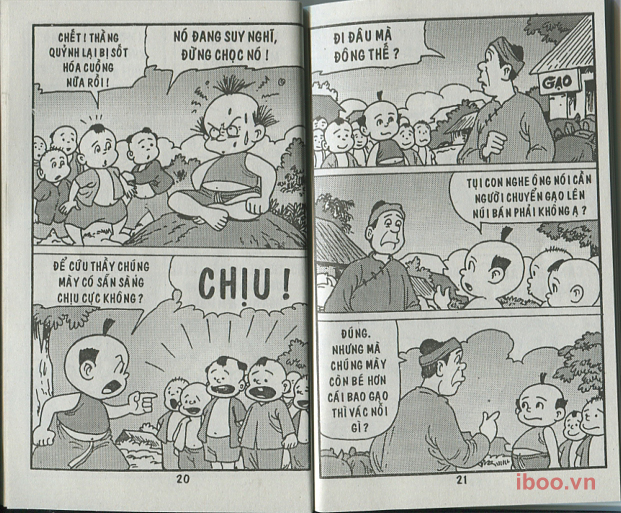 CHẾT ! THẰNG
QUỲNH LẠI BỊ SỐT
HÓA CUỒNG
NỮA RỒI !
NÓ ĐANG SUY NGHĨ,
ĐỪNG CHỌC NÓ !
ĐỂ CỨU THẦY CHÚNG
MÀY CÓ SẴN SÀNG
CHỊU CỰC KHÔNG ?
CHỊU !
20
ĐI ĐÂU MÀ
ĐÔNG THẾ ?
GẠO
TỤI CON NGHE ÔNG NÓI CẦN
NGƯỜI CHUYỂN GẠO LÊN
NÚI BÁN PHẢI KHÔNG Ạ ?
ĐÚNG.
NHƯNG MÀ
CHÚNG MÀY
CÒN BÉ HƠN
CÁI BAO GẠO
THÌ VÁC NỔI
GÌ ?
21
iboo.vn